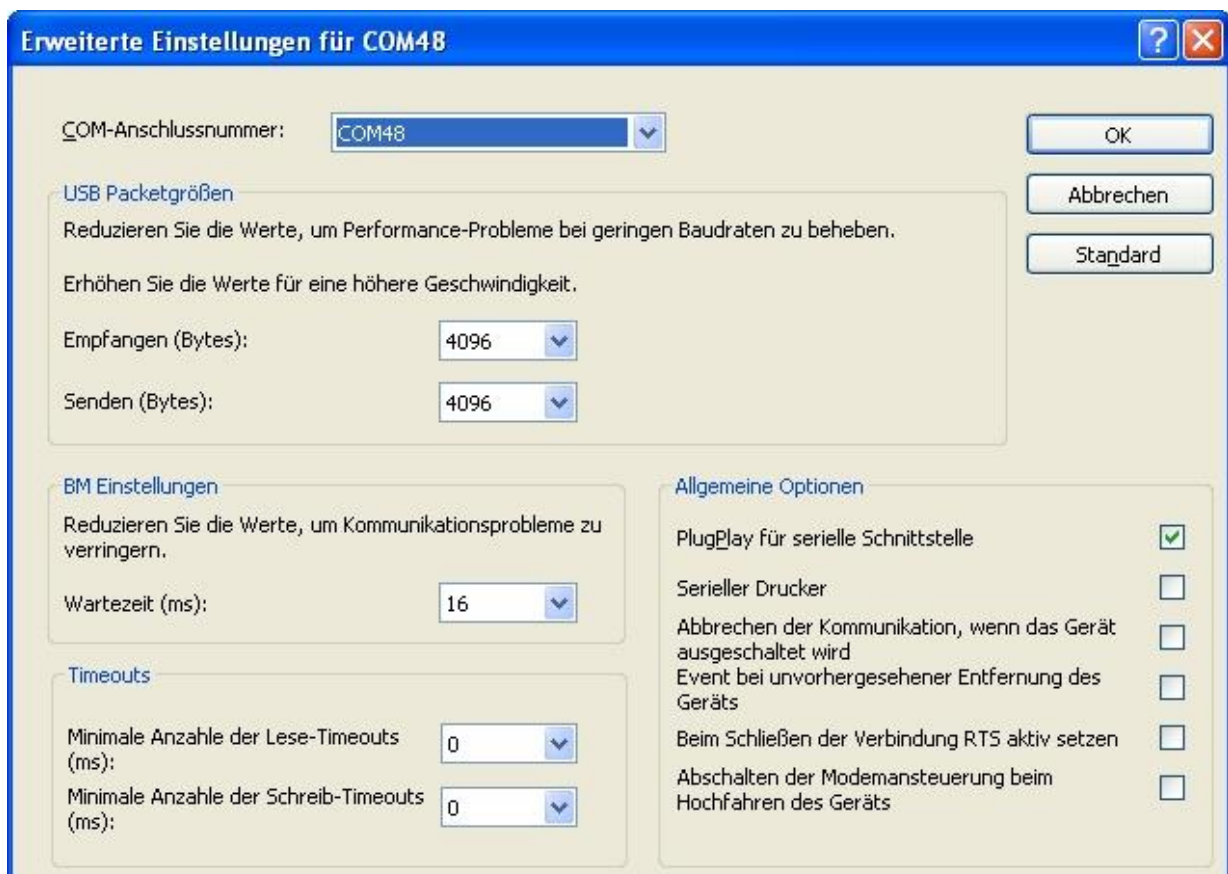 Erweiterte Einstellungen für COM48
COM-Anschlussnummer:
COM48
OK
Abbrechen
Standard
USB Packetgrößen
Reduzieren Sie die Werte, um Performance-Probleme bei geringen Baudraten zu beheben.
Erhöhen Sie die Werte für eine höhere Geschwindigkeit.
Empfangen (Bytes):
4096
Senden (Bytes):
4096
BM Einstellungen
Reduzieren Sie die Werte, um Kommunikationsprobleme zu
verringern.
Wartezeit (ms):
16
Timeouts
Minimale Anzahle der Lese-Timeouts
(ms):
0
Minimale Anzahle der Schreib-Timeouts
(ms):
0
Allgemeine Optionen
PlugPlay für serielle Schnittstelle
Serieller Drucker
Abbrechen der Kommunikation, wenn das Gerät
ausgeschaltet wird
Event bei unvorhergesehener Entfernung des
Geräts
Beim Schließen der Verbindung RTS aktiv setzen
Abschalten der Modemansteuerung beim
Hochfahren des Geräts